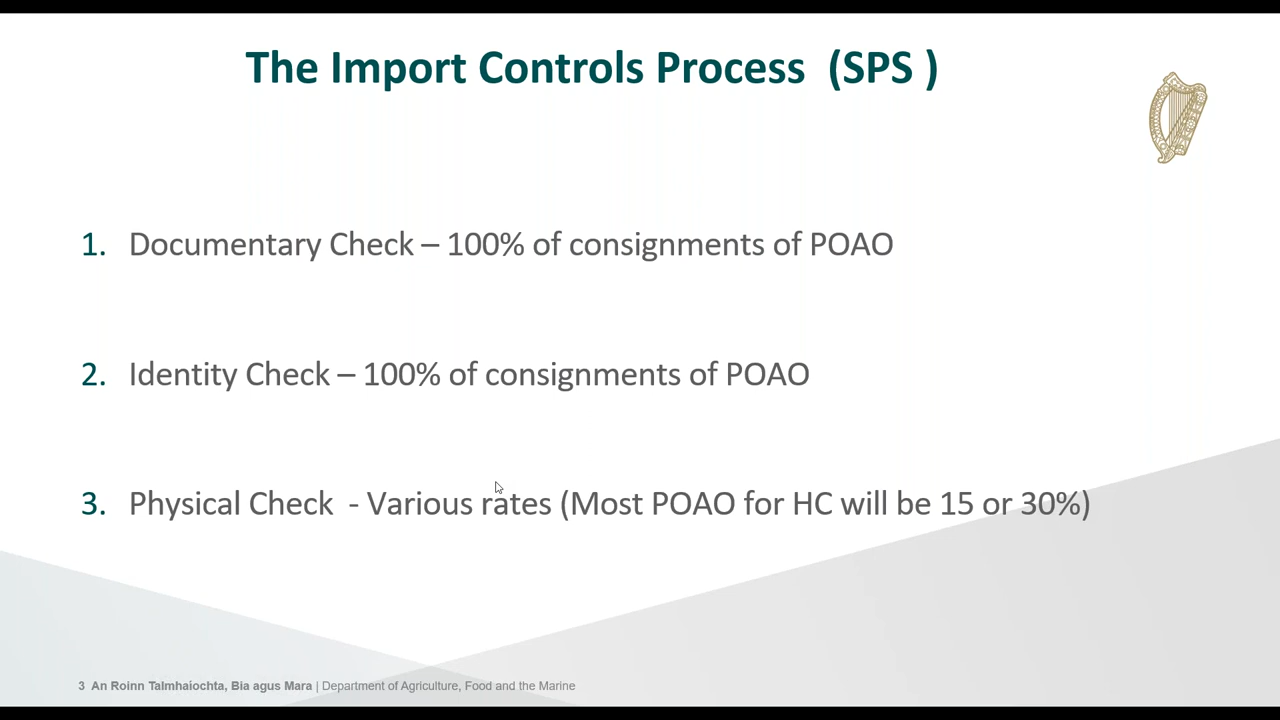 The Import Controls Process  (SPS )
1. Documentary Check – 100% of consignments of POAO
2. Identity Check – 100% of consignments of POAO
3. Physical Check  - Various rates (Most POAO for HC will be 15 or 30%)
3 An Roinn Talmhaíochta, Bia agus Mara | Department of Agriculture, Food and the Marine